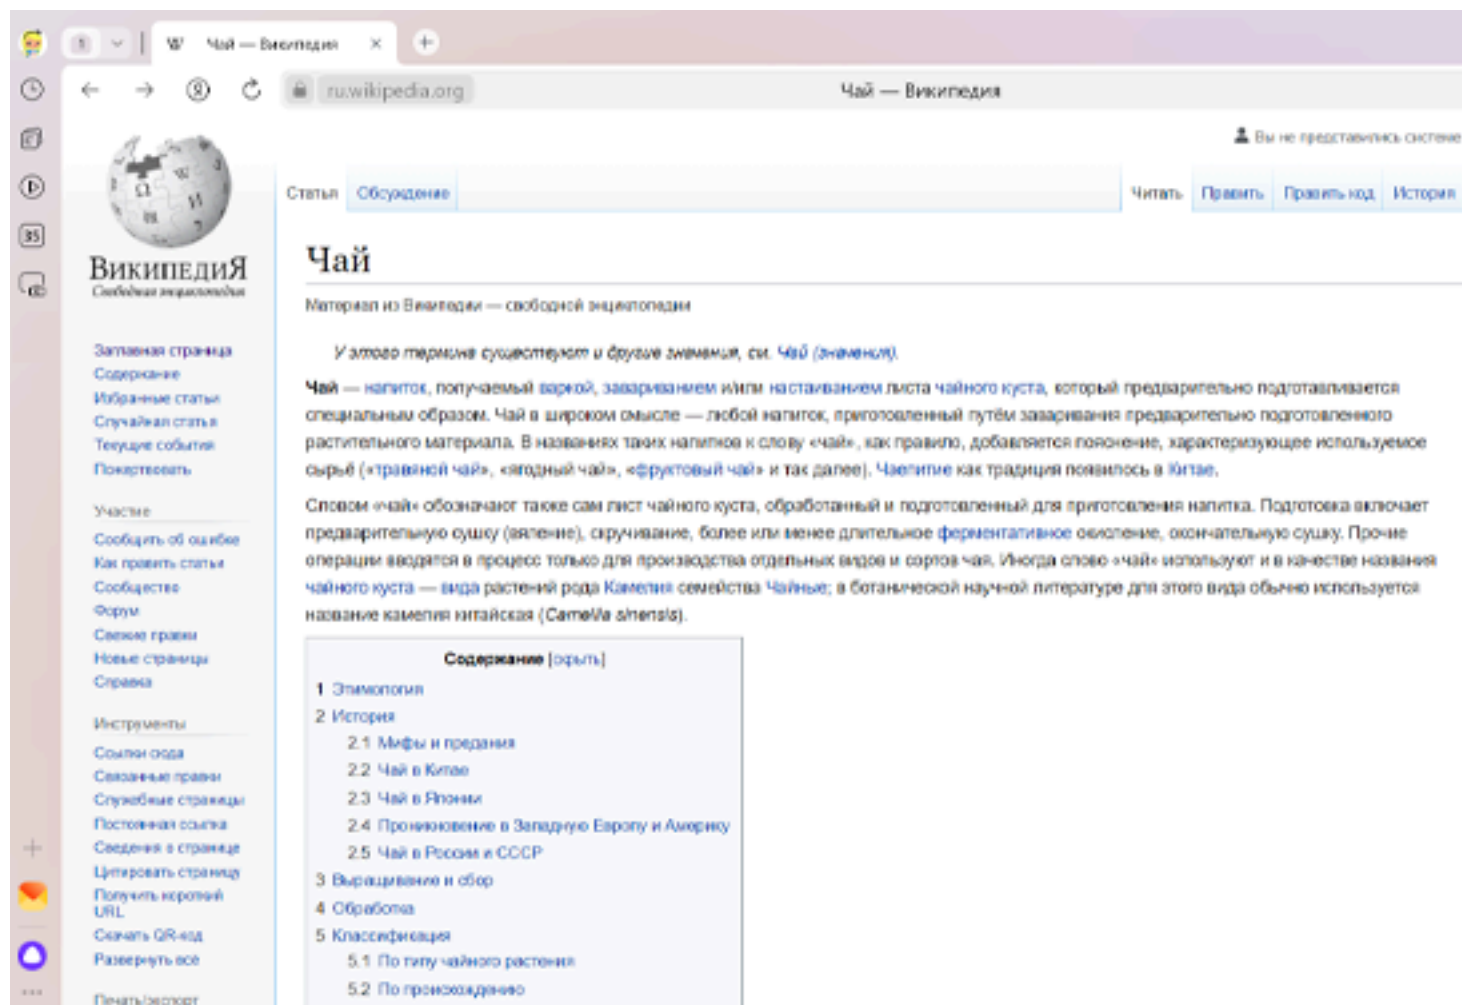 1
W Чай — Википедия
ru.wikipedia.org
Чай — Википедия
Вы не представились системе
35
Статья Обсуждение
Читать Править Править код История
ВИКИПЕДИЯ
Свободная энциклопедия
Чай
Материал из Википедии — свободной энциклопедии
У этого термина существуют и другие значения, см. Чай (значения).
Чай — напиток, получаемый варкой, завариванием и/или настаиванием листа чайного куста, который предварительно подготавливается
специальным образом. Чай в широком смысле — любой напиток, приготовленный путём заваривания предварительно подготовленного
растительного материала. В названиях таких напитков к слову «чай», как правило, добавляется пояснение, характеризующее используемое
сырьё («травяной чай», «ягодный чай», «фруктовый чай» и так далее). Чаепитие как традиция появилось в Китае.
Словом «чай» обозначают также сам лист чайного куста, обработанный и подготовленный для приготовления напитка. Подготовка включает
предварительную сушку (вяление), скручивание, более или менее длительное ферментативное окисление, окончательную сушку. Прочие
операции вводятся в процесс только для производства отдельных видов и сортов чая. Иногда слово «чай» используют и в качестве названия
чайного куста — вида растений рода Камелия семейства Чайные; в ботанической научной литературе для этого вида обычно используется
название камелия китайская (Camellia sinensis).
Содержание [скрыть]
1 Этимология
2 История
2.1 Мифы и предания
2.2 Чай в Китае
2.3 Чай в Японии
2.4 Проникновение в Западную Европу и Америку
2.5 Чай в России и СССР
3 Выращивание и сбор
4 Обработка
5 Классификация
5.1 По типу чайного растения
5.2 По происхождению
Заглавная страница
Содержание
Избранные статьи
Случайная статья
Текущие события
Пожертвовать
Участие
Сообщить об ошибке
Как править статьи
Сообщество
Форум
Свежие правки
Новые страницы
Справка
Инструменты
Ссылки сюда
Связанные правки
Служебные страницы
Постоянная ссылка
Сведения о странице
Цитировать страницу
Получить короткий
URL
Скачать QR-код
Развернуть всё
Печать/экспорт